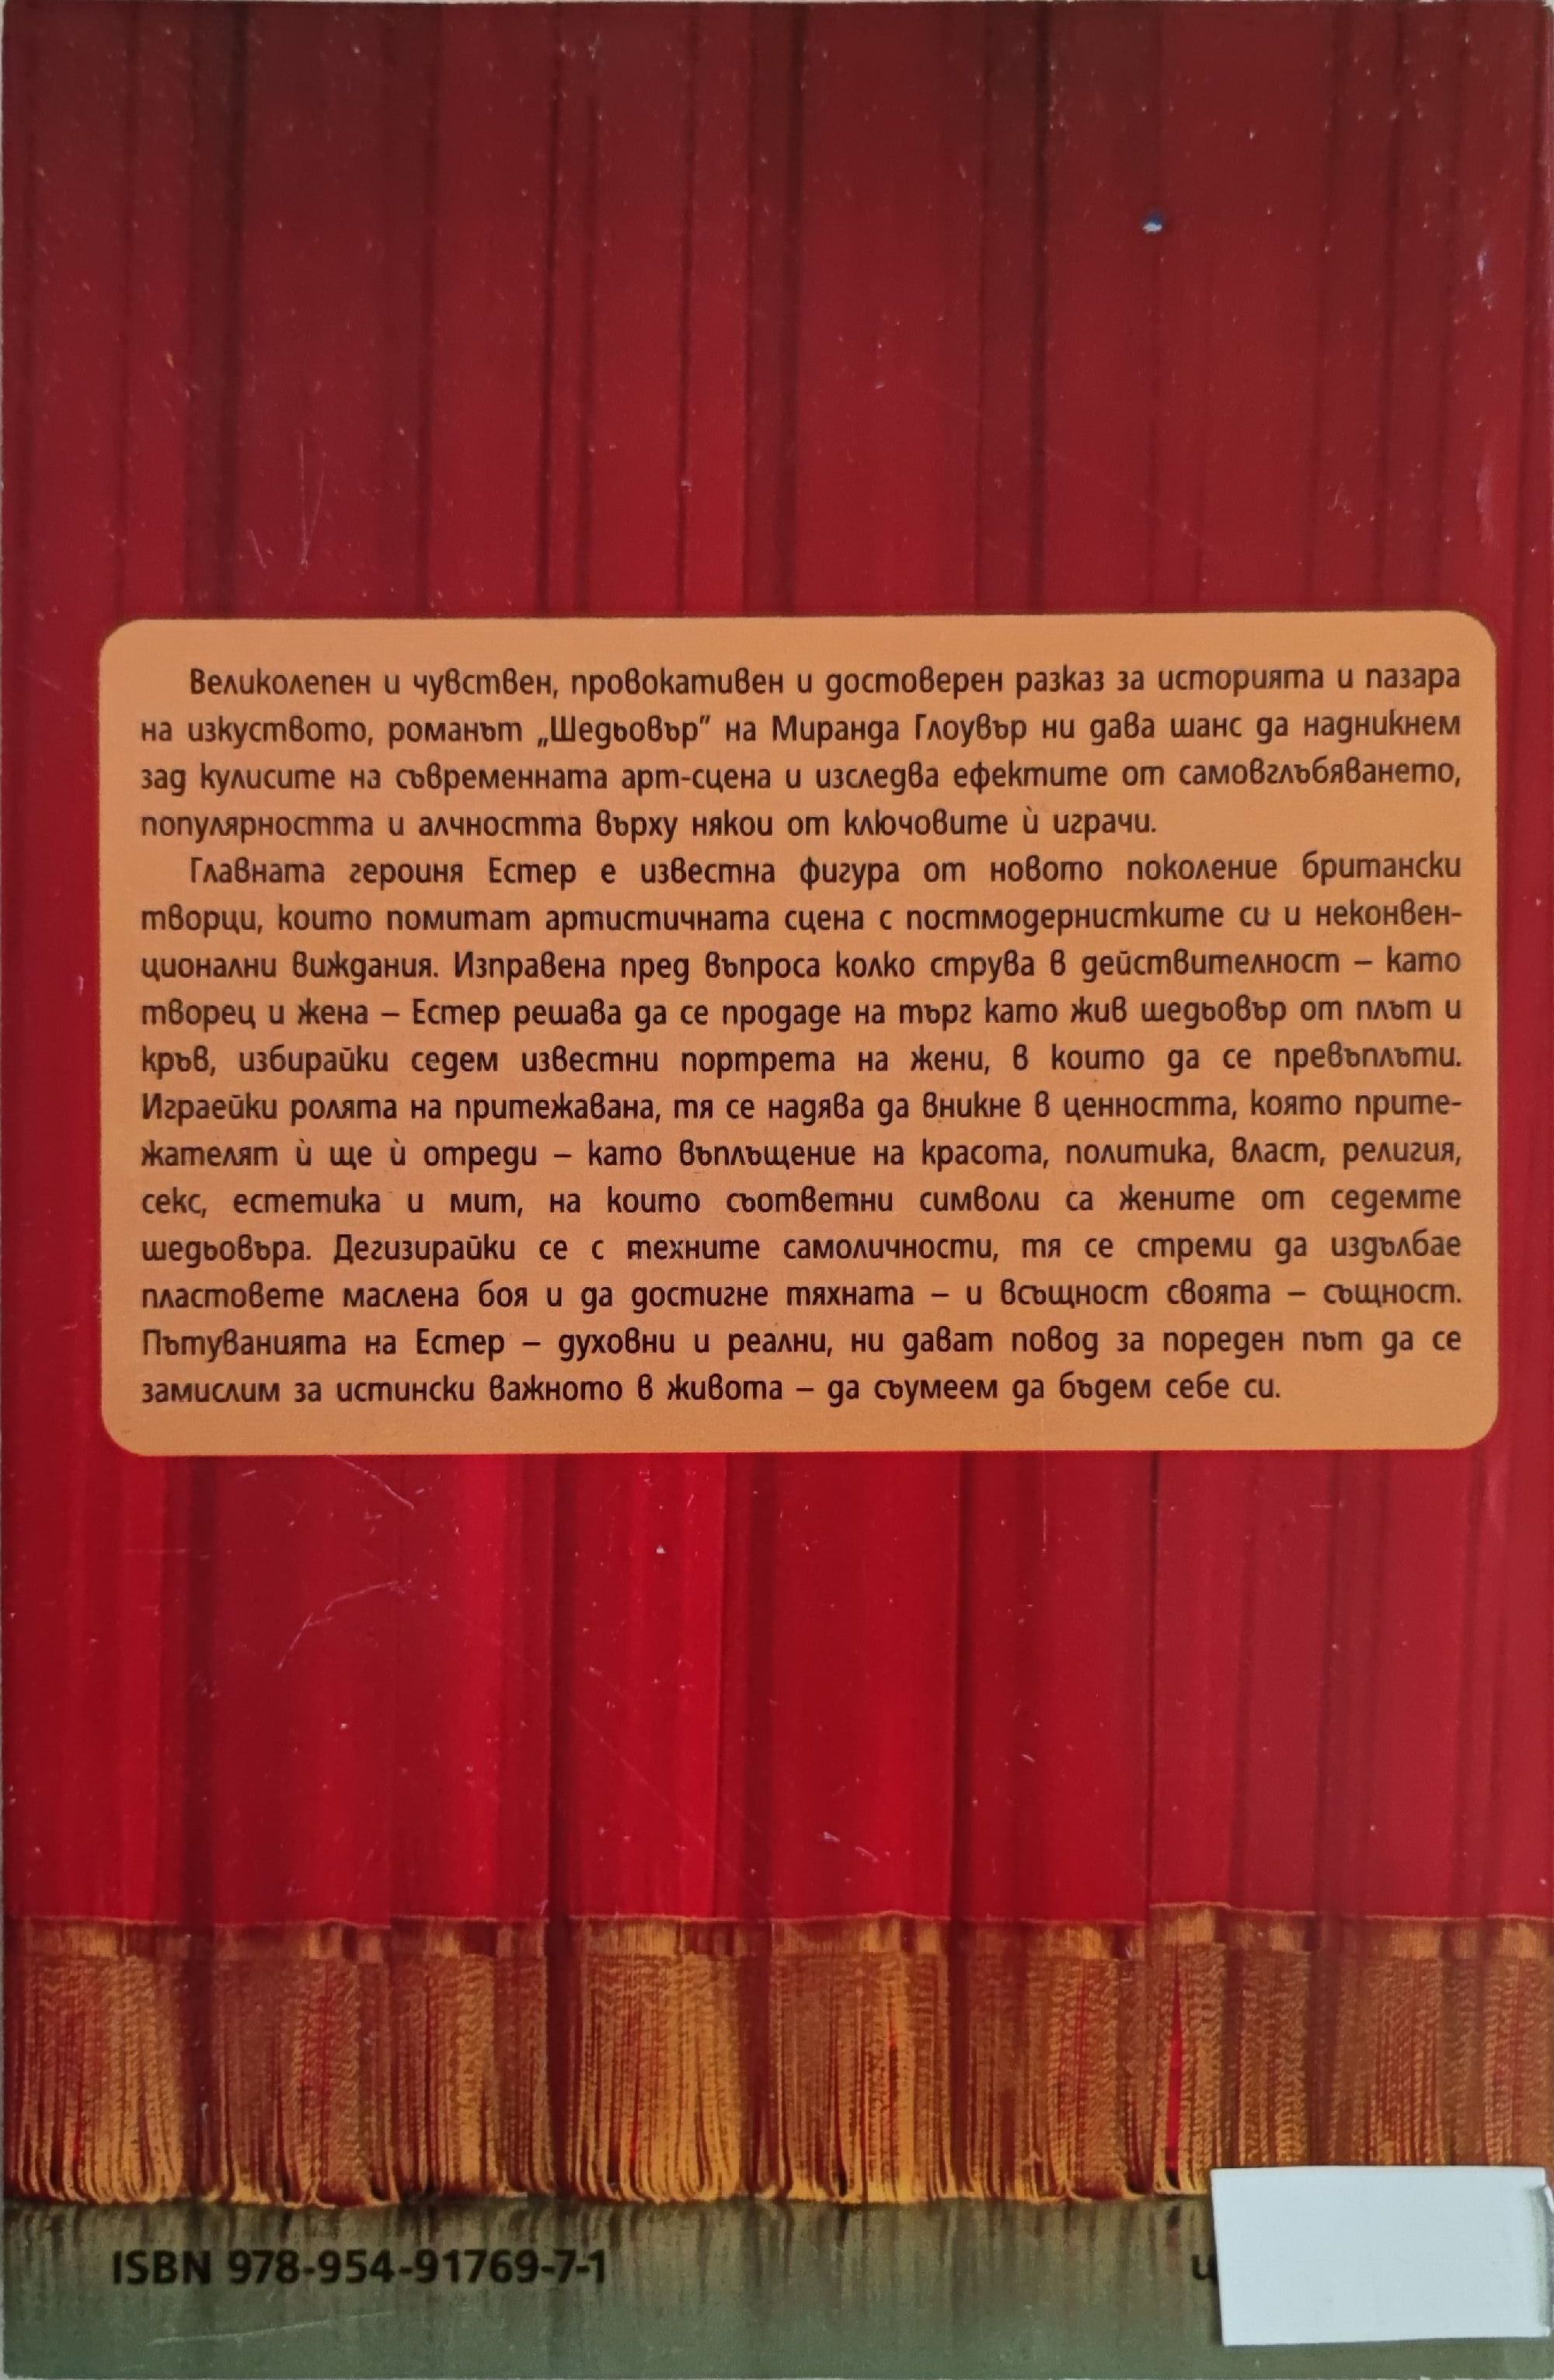 Великолепен и чувствен, провокативен и достоверен разказ за историята и пазара
на изкуството, романът „Шедьовър" на Миранда Глоувър ни дава шанс да надникнем
зад кулисите на съвременната арт-сцена и изследва ефектите от самовглъбяването,
популярността и алчността върху някои от ключовите ѝ играчи.
Главната героиня Естер е известна фигура от новото поколение британски
творци, които помитат артистичната сцена с постмодернистките си и неконвен-
ционални виждания. Изправена пред въпроса колко струва в действителност – като
творец и жена – Естер решава да се продаде на търг като жив шедьовър от плът и
кръв, избирайки седем известни портрета на жени, в които да се превъплъти.
Играейки ролята на притежавана, тя се надява да вникне в ценността, която прите-
жателят ѝ ще ѝ отреди – като въплъщение на красота, политика, власт, религия,
секс, естетика и мит, на които съответни символи са жените от седемте
шедьовъра. Дегизирайки се с техните самоличности, тя се стреми да издълбае
пластовете маслена боя и да достигне тяхната – и всъщност своята – същност.
Пътуванията на Естер – духовни и реални, ни дават повод за пореден път да се
замислим за истински важното в живота – да съумеем да бъдем себе си.
ISBN 978-954-91769-7-1